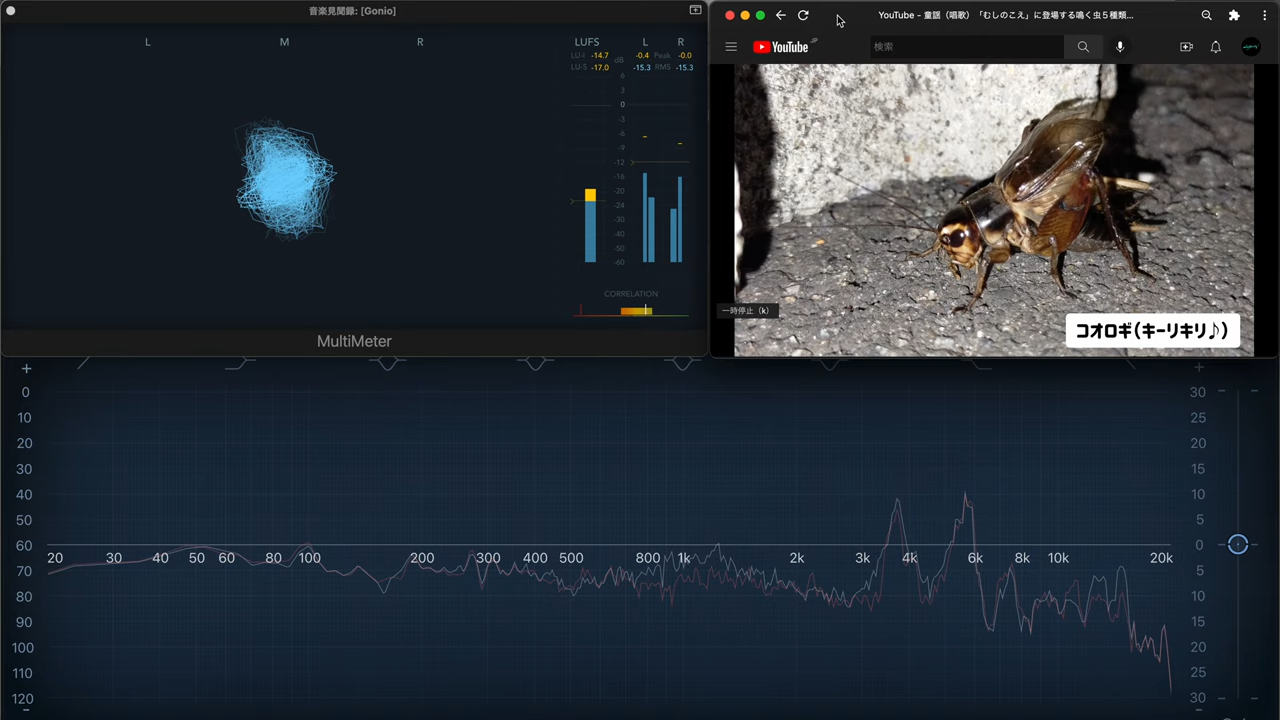 音楽見聞録: [Gonio]
L M R
LUFS L R
LU-I -14.7 dB -0.4 Peak -0.0
LU-S -17.0 -15.3 RMS -15.3
6
3
0
-3
-6
-9
-12
-16
-20
-24
-30
-40
-50
-60
CORRELATION
MultiMeter
YouTube - 童謡（唱歌）「むしのこえ」に登場する鳴く虫５種類...
YouTube JP
検索
一時停止（k）
コオロギ(キーリキリ♪)
+ +
0 30
10 25
20 20
30 15
40 10
50 5
60 0
20 30 40 50 60 80 100 200 300 400 500 800 1k 2k 3k 4k 6k 8k 10k 20k
70 5
80 10
90 15
100 20
110 25
120 30
-